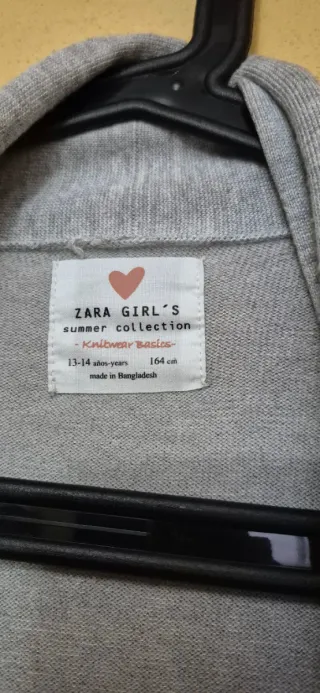 ZARA GIRL´S
summer collection
- Knitwear Basics-
13-14 años-years 164 cm
made in Bangladesh